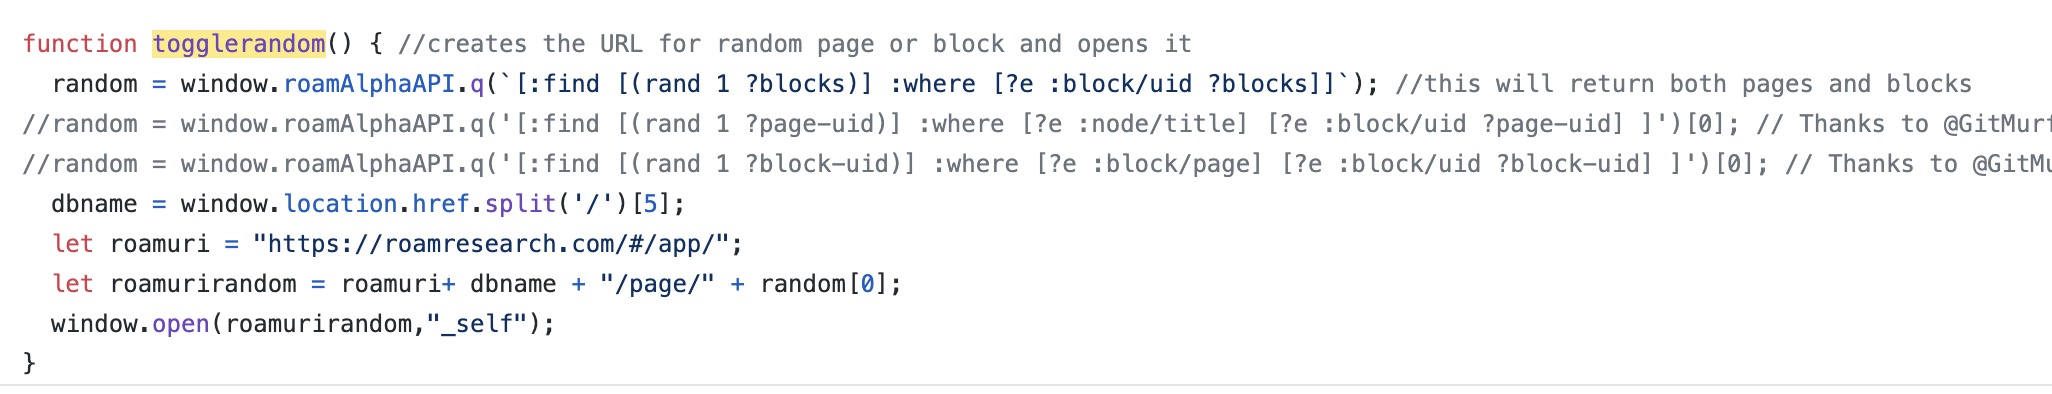 function togglerandom() { //creates the URL for random page or block and opens it
  random = window.roamAlphaAPI.q(`[:find [(rand 1 ?blocks)] :where [?e :block/uid ?blocks]]`); //this will return both pages and blocks
//random = window.roamAlphaAPI.q('[:find [(rand 1 ?page-uid)] :where [?e :node/title] [?e :block/uid ?page-uid] ]')[0]; // Thanks to
//random = window.roamAlphaAPI.q('[:find [(rand 1 ?block-uid)] :where [?e :block/page] [?e :block/uid ?block-uid] ]')[0]; // Thanks to
  dbname = window.location.href.split('/')[5];
  let roamuri = "https://roamresearch.com/#/app/";
  let roamurirandom = roamuri+ dbname + "/page/" + random[0];
  window.open(roamurirandom,"_self");
}